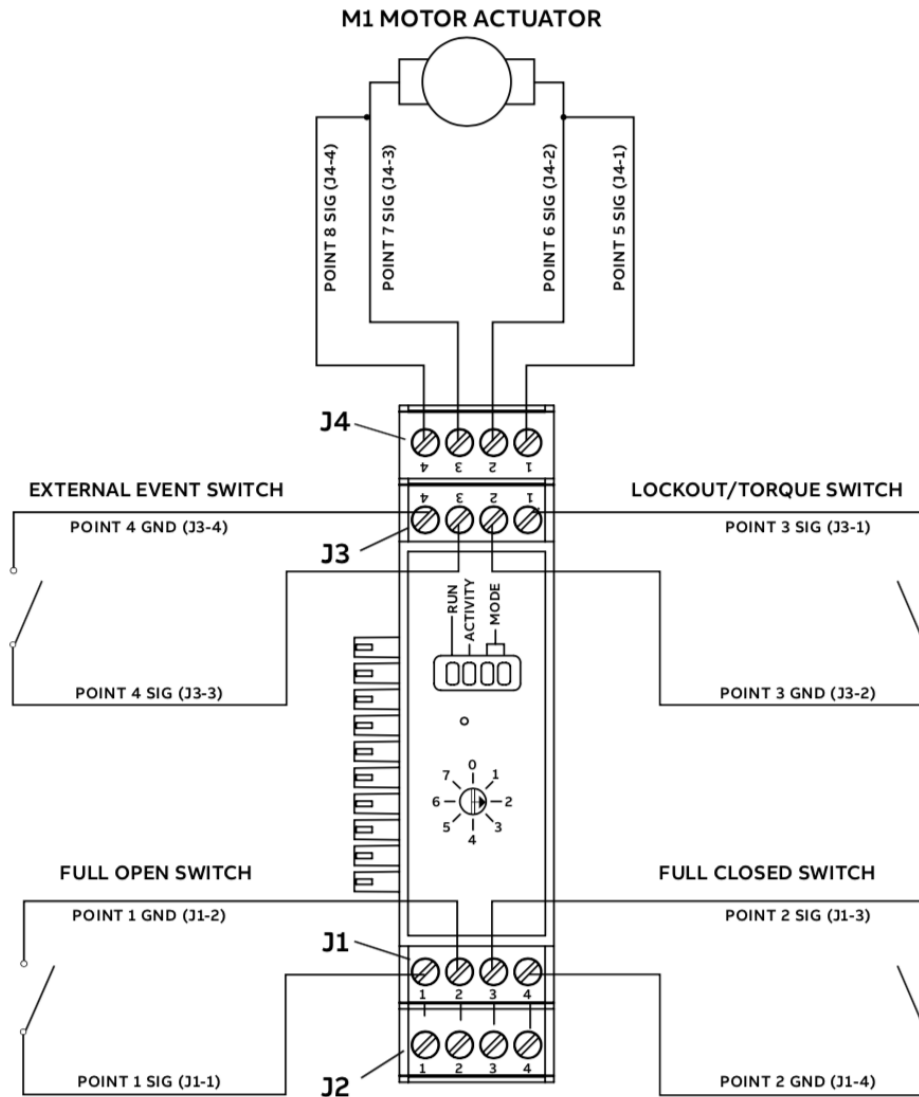 M1 MOTOR ACTUATOR
POINT 8 SIG (J4-4)
POINT 7 SIG (J4-3)
POINT 6 SIG (J4-2)
POINT 5 SIG (J4-1)
J4
4 3 2 1
EXTERNAL EVENT SWITCH
LOCKOUT/TORQUE SWITCH
4 3 2 1
POINT 4 GND (J3-4)
POINT 3 SIG (J3-1)
J3
RUN
ACTIVITY
MODE
POINT 4 SIG (J3-3)
POINT 3 GND (J3-2)
0
7 1
6 2
5 3
4
FULL OPEN SWITCH
FULL CLOSED SWITCH
POINT 1 GND (J1-2)
POINT 2 SIG (J1-3)
J1
1 2 3 4
J2
1 2 3 4
POINT 1 SIG (J1-1)
POINT 2 GND (J1-4)